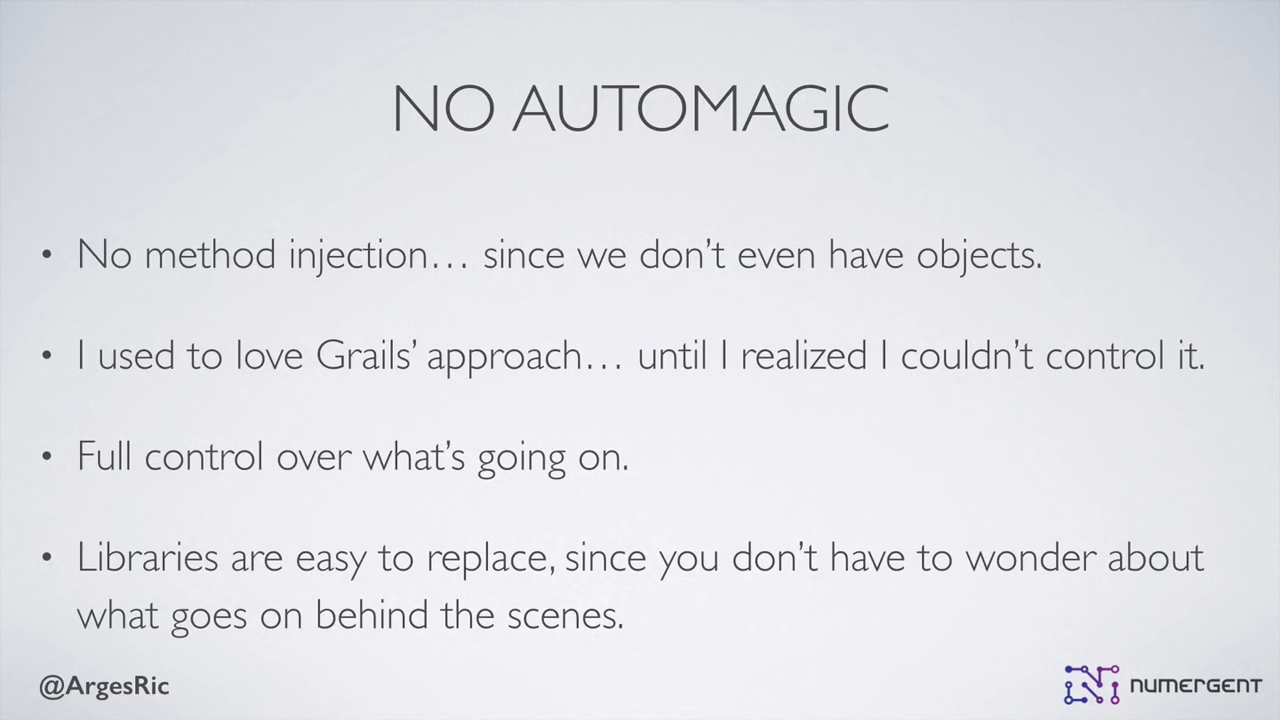 NO AUTOMAGIC
• No method injection… since we don’t even have objects.
• I used to love Grails’ approach… until I realized I couldn’t control it.
• Full control over what’s going on.
• Libraries are easy to replace, since you don’t have to wonder about
what goes on behind the scenes.
@ArgesRic
NUMERGENT